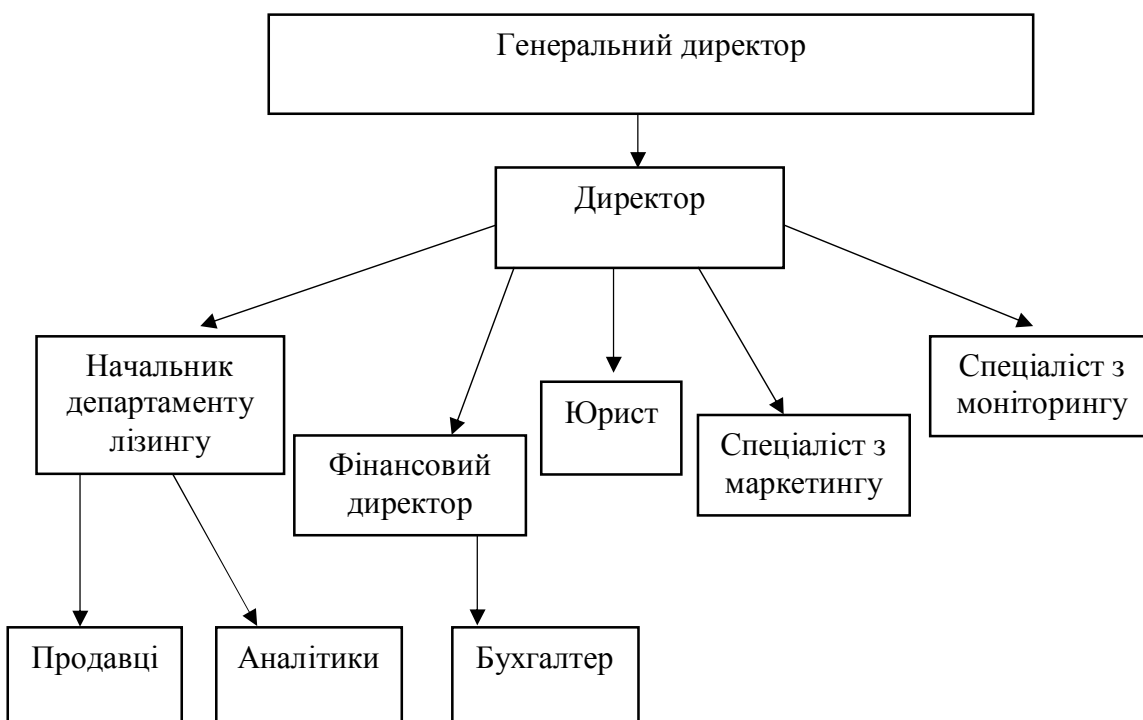 Генеральний директор
Директор
Начальник
департаменту
лізингу
Фінансовий
директор
Юрист
Спеціаліст з
маркетингу
Спеціаліст з
моніторингу
Продавці
Аналітики
Бухгалтер